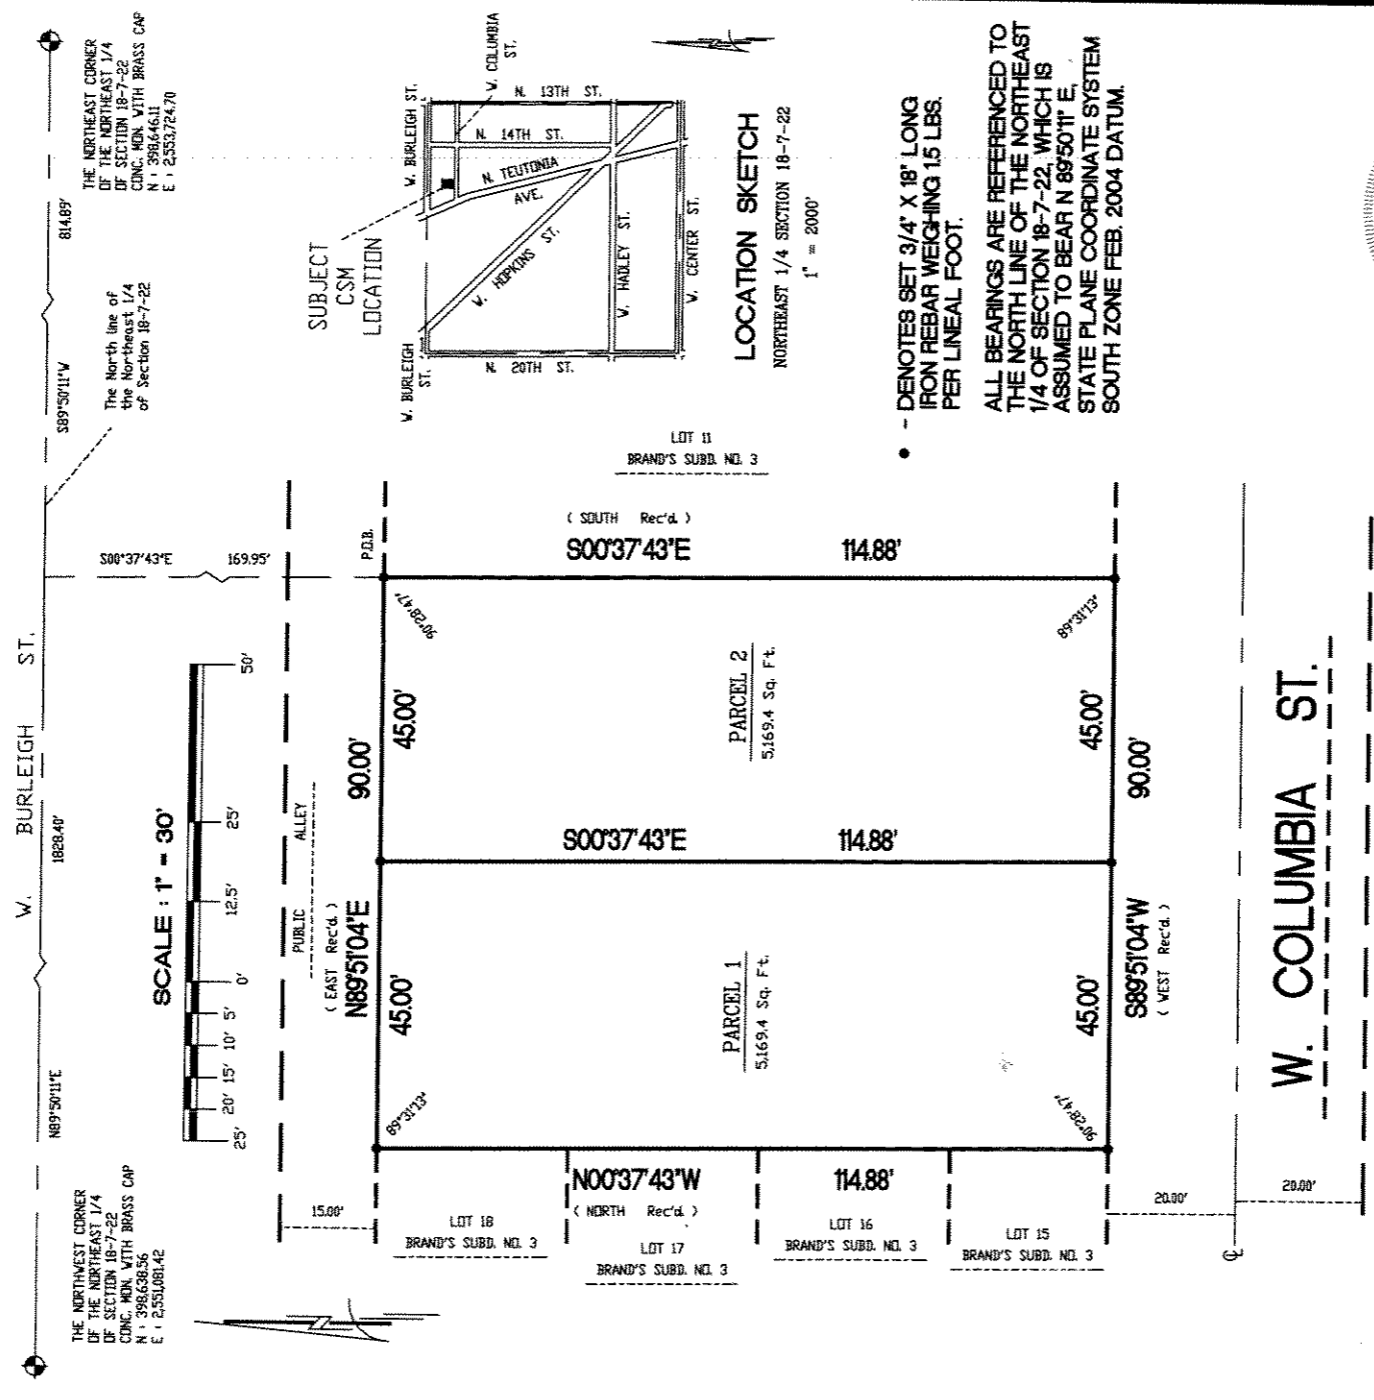 THE NORTHWEST CORNER
OF THE NORTHEAST 1/4
OF SECTION 18-7-22
CONC. MON. WITH BRASS CAP
N : 398,638.56
E : 2,551,081.42
N89°50'11"E
1828.40'
W. BURLEIGH ST.
S89°50'11"W
814.89'
THE NORTHEAST CORNER
OF THE NORTHEAST 1/4
OF SECTION 18-7-22
CONC. MON. WITH BRASS CAP
N : 398,646.11
E : 2,553,724.70
The North line of
the Northeast 1/4
of Section 18-7-22
S00°37'43"E
169.95'
SCALE : 1" = 30'
25' 20' 15' 10' 5' 0' 12.5' 25' 50'
PUBLIC ALLEY
15.00'
( EAST Rec'd. )
N89°51'04"E
90.00'
P.O.B.
45.00'
45.00'
89°31'13"
90°28'47"
LOT 18
BRAND'S SUBD. NO. 3
LOT 17
BRAND'S SUBD. NO. 3
LOT 16
BRAND'S SUBD. NO. 3
LOT 15
BRAND'S SUBD. NO. 3
N00°37'43"W
114.88'
( NORTH Rec'd. )
PARCEL 1
5,169.4 Sq. Ft.
S00°37'43"E
114.88'
PARCEL 2
5,169.4 Sq. Ft.
( SOUTH Rec'd. )
S00°37'43"E
114.88'
LOT 11
BRAND'S SUBD. NO. 3
90°28'47"
89°31'13"
45.00'
45.00'
S89°51'04"W
90.00'
( WEST Rec'd. )
20.00'
20.00'
W. COLUMBIA ST.
SUBJECT
CSM
LOCATION
W. BURLEIGH
ST.
W. BURLEIGH ST.
W. COLUMBIA
ST.
N. 20TH ST.
N. 14TH ST.
N. 13TH ST.
N. TEUTONIA
AVE.
W. HOPKINS ST.
W. HADLEY ST.
W. CENTER ST.
LOCATION SKETCH
NORTHEAST 1/4 SECTION 18-7-22
1" = 2000'
• - DENOTES SET 3/4" X 18" LONG
IRON REBAR WEIGHING 1.5 LBS.
PER LINEAL FOOT.
ALL BEARINGS ARE REFERENCED TO
THE NORTH LINE OF THE NORTHEAST
1/4 OF SECTION 18-7-22, WHICH IS
ASSUMED TO BEAR N 89°50'11" E,
STATE PLANE COORDINATE SYSTEM
SOUTH ZONE FEB. 2004 DATUM.